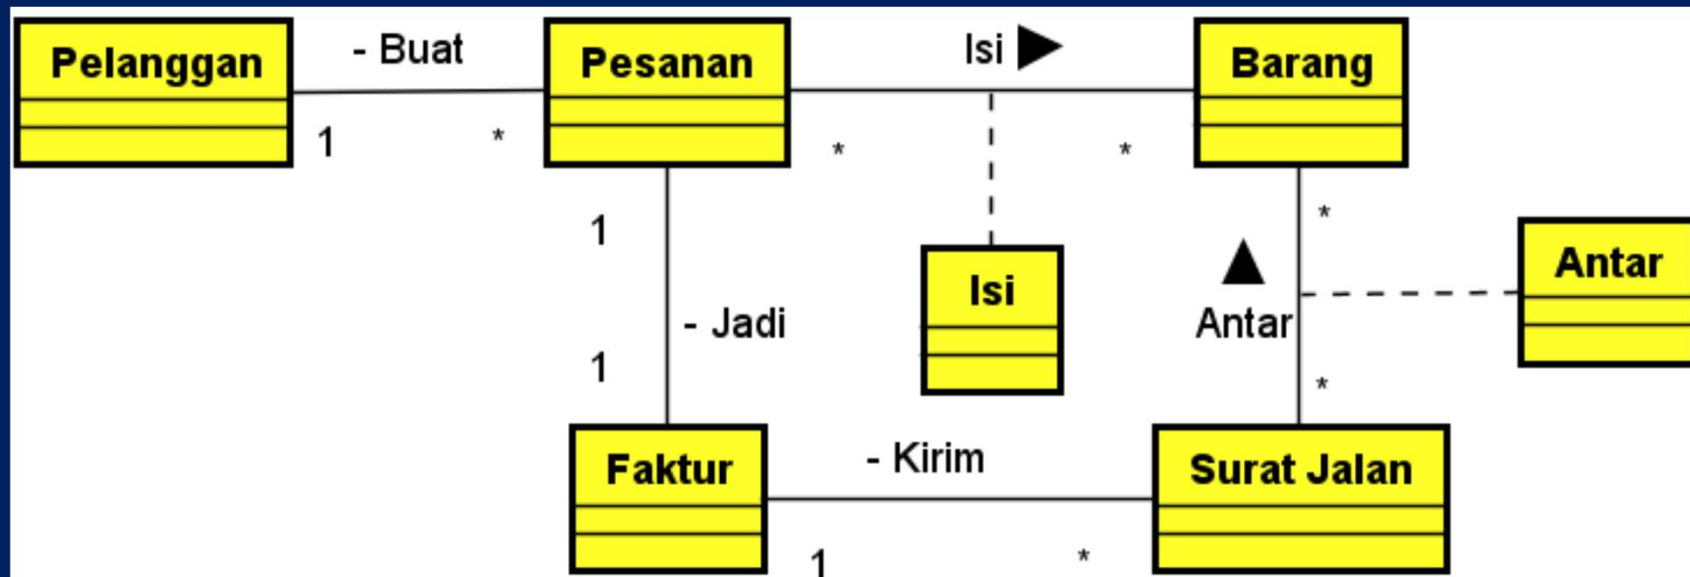 Pelanggan
- Buat
Pesanan
Isi
Barang
1
*
*
*
1
*
Isi
Antar
- Jadi
Antar
1
*
Faktur
- Kirim
Surat Jalan
1
*